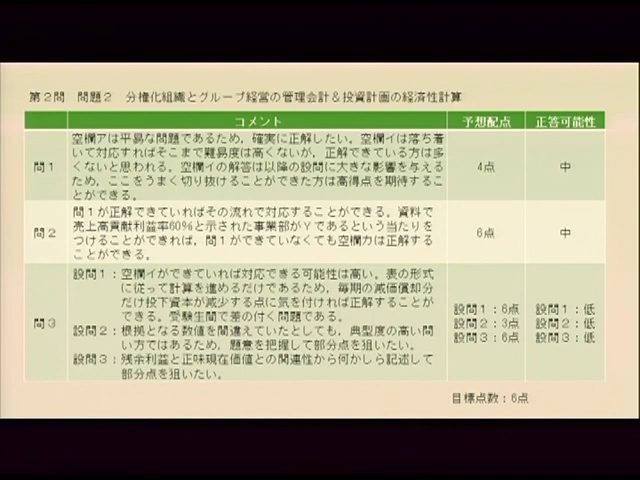 第２問　問題２　分権化組織とグループ経営の管理会計＆投資計画の経済性計算
コメント
予想配点
正答可能性
問１
空欄アは平易な問題であるため，確実に正解したい。空欄イは落ち着
いて対応すればそこまで難易度は高くないが，正解できている方は多
くないと思われる。空欄イの解答は以降の設問に大きな影響を与える
ため，ここをうまく切り抜けることができた方は高得点を期待するこ
とができる。
４点
中
問２
問１が正解できていればその流れで対応することができる。資料で
売上高貢献利益率60％と示された事業部がＹであるという当たりを
つけることができれば，問１ができていなくても空欄カは正解する
ことができる。
６点
中
問３
設問１：空欄イができていれば対応できる可能性は高い。表の形式
に従って計算を進めるだけであるため，毎期の減価償却分
だけ投下資本が減少する点に気を付ければ正解することがで
きる。受験生間で差の付く問題である。
設問２：根拠となる数値を間違えていたとしても，典型度の高い問
い方ではあるため，題意を把握して部分点を狙いたい。
設問３：残余利益と正味現在価値との関連性から何かしら記述して
部分点を狙いたい。
設問１：６点
設問２：３点
設問３：６点
設問１：低
設問２：低
設問３：低
目標点数：６点